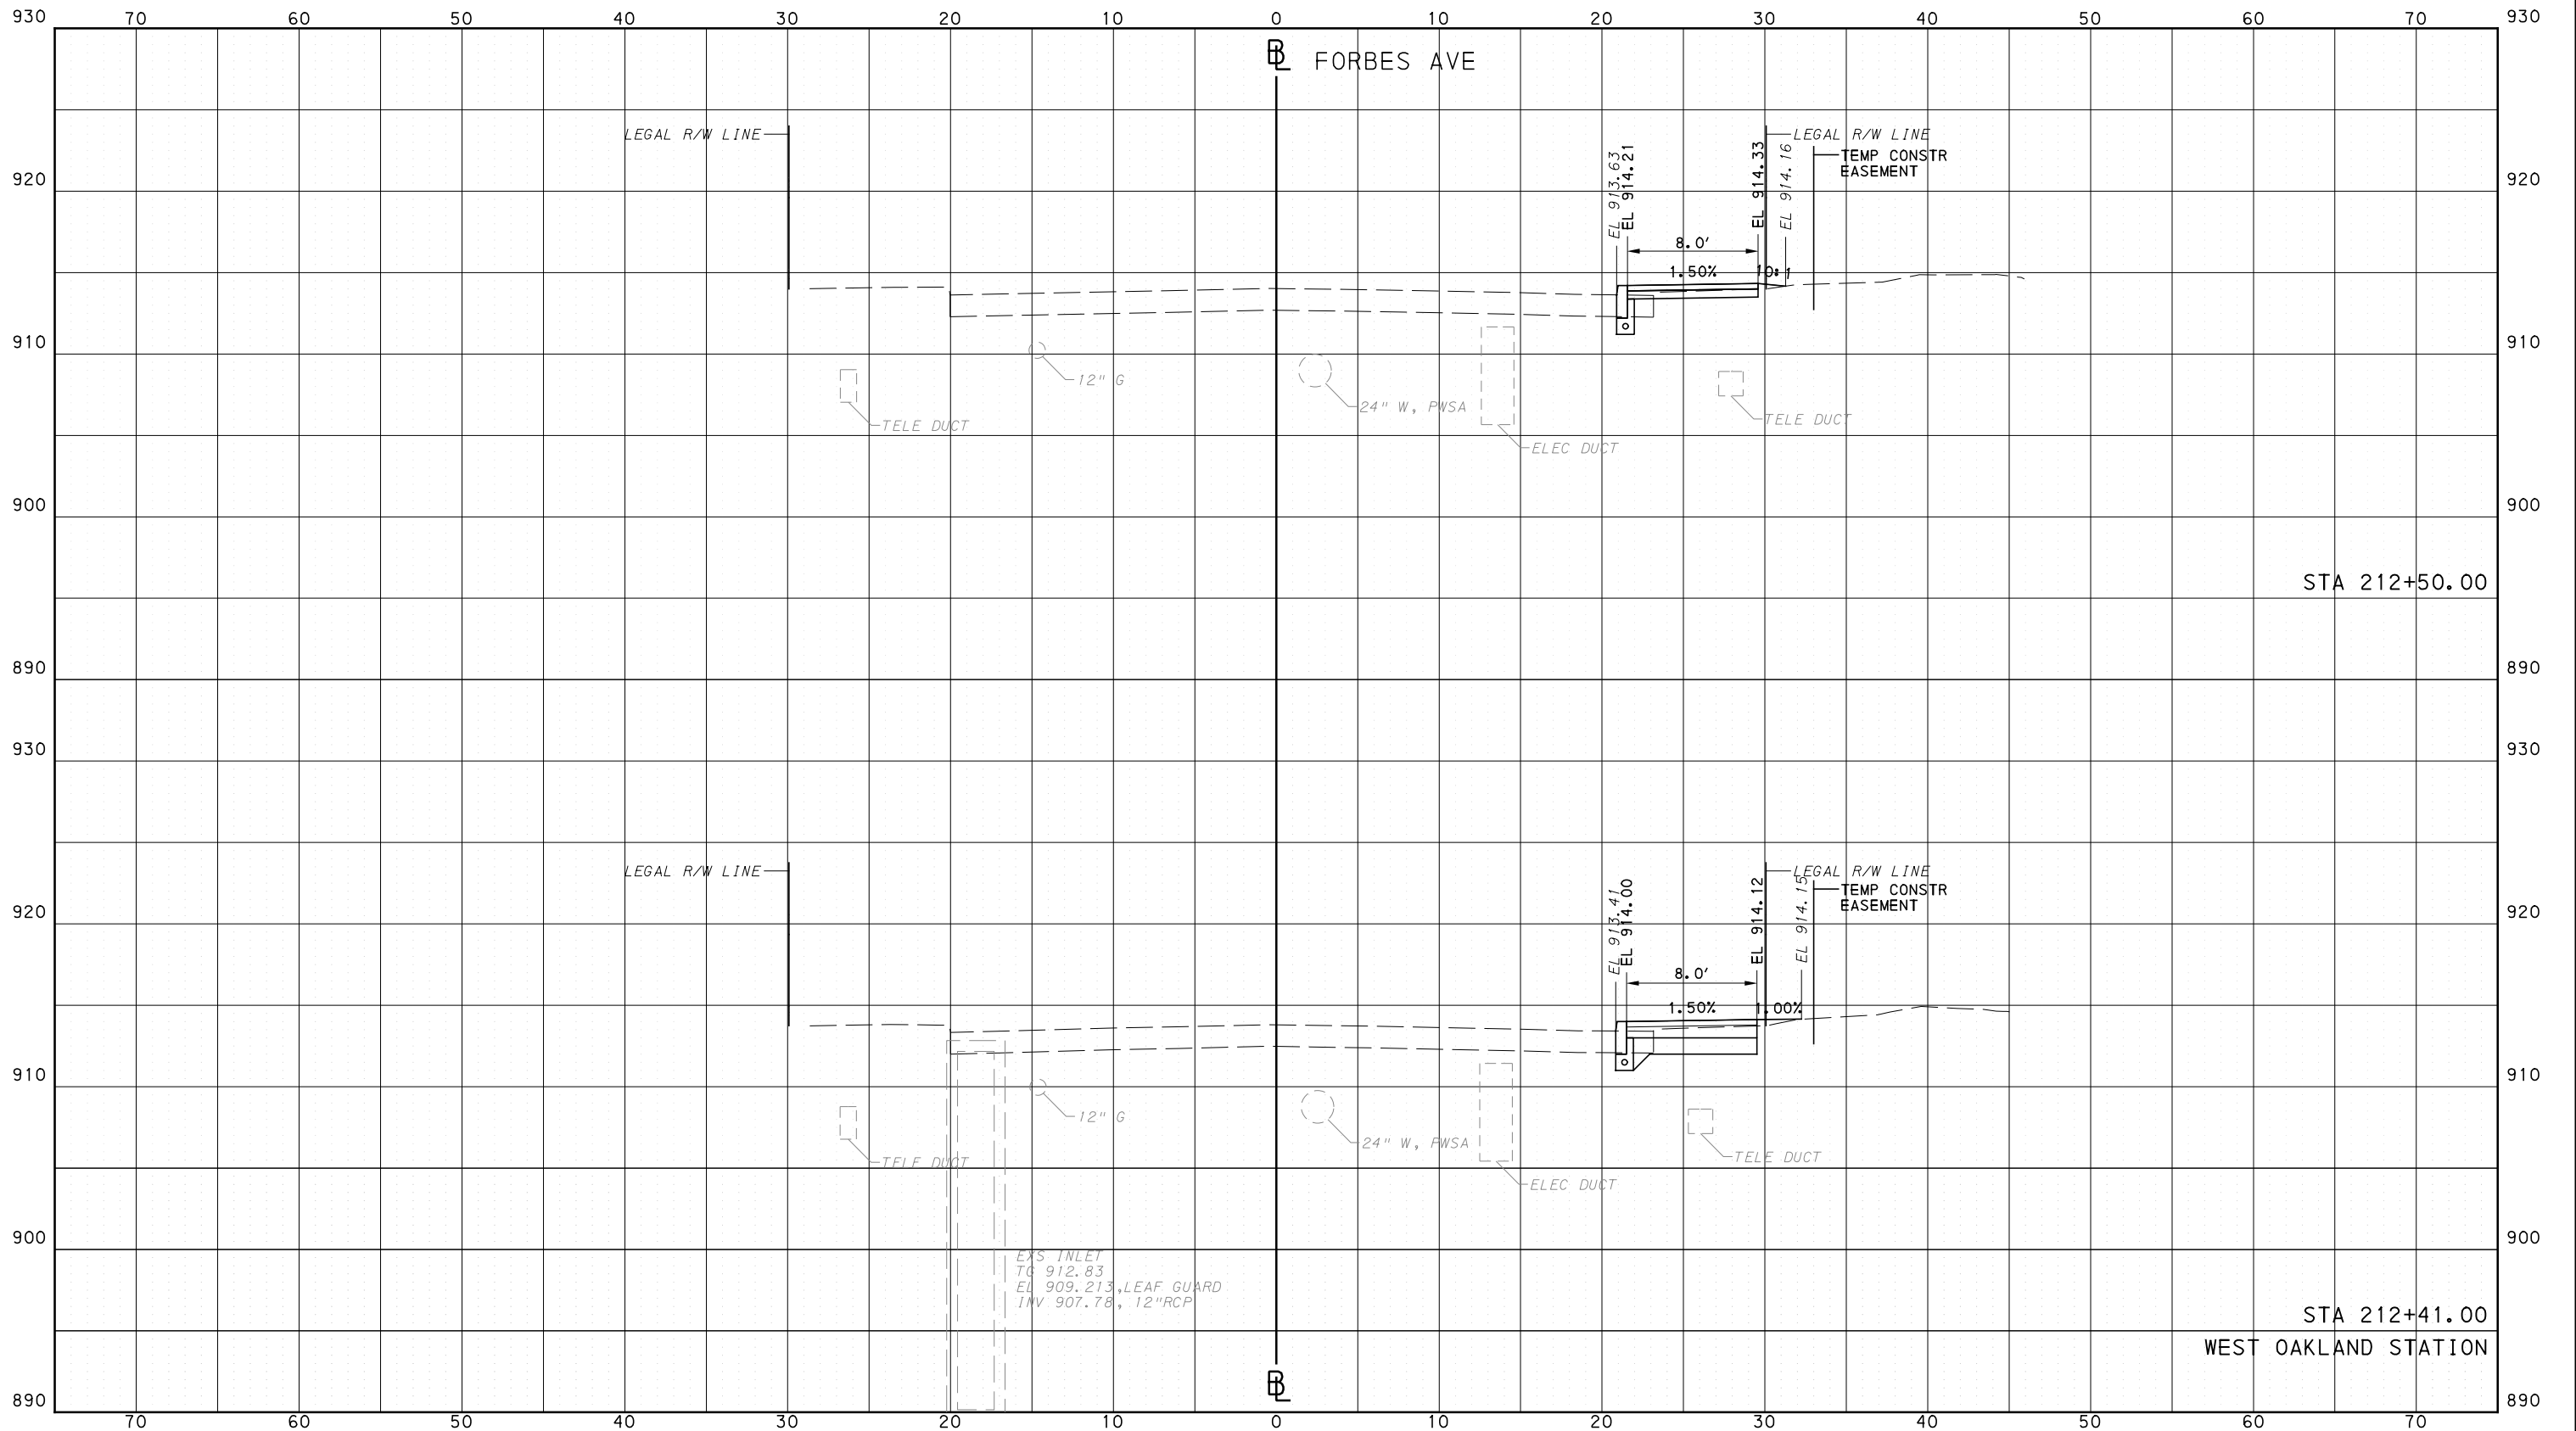 930 70 60 50 40 30 20 10 0 10 20 30 40 50 60 70 930
BL FORBES AVE
LEGAL R/W LINE
EL 913.63
EL 914.21
EL 914.33
LEGAL R/W LINE
EL 914.16
TEMP CONSTR
EASEMENT
920 920
8.0'
1.50% 10:1
910 910
12" G
24" W, PWSA
TELE DUCT
TELE DUCT
ELEC DUCT
900 900
STA 212+50.00
890 890
930 930
LEGAL R/W LINE
EL 913.41
EL 914.00
EL 914.12
LEGAL R/W LINE
EL 914.15
TEMP CONSTR
EASEMENT
920 920
8.0'
1.50% 1.00%
910 910
12" G
24" W, PWSA
TELE DUCT
TELE DUCT
ELEC DUCT
900 900
EXS INLET
TG 912.83
EL 909.213,LEAF GUARD
INV 907.78, 12"RCP
STA 212+41.00
WEST OAKLAND STATION
BL
890 890
70 60 50 40 30 20 10 0 10 20 30 40 50 60 70